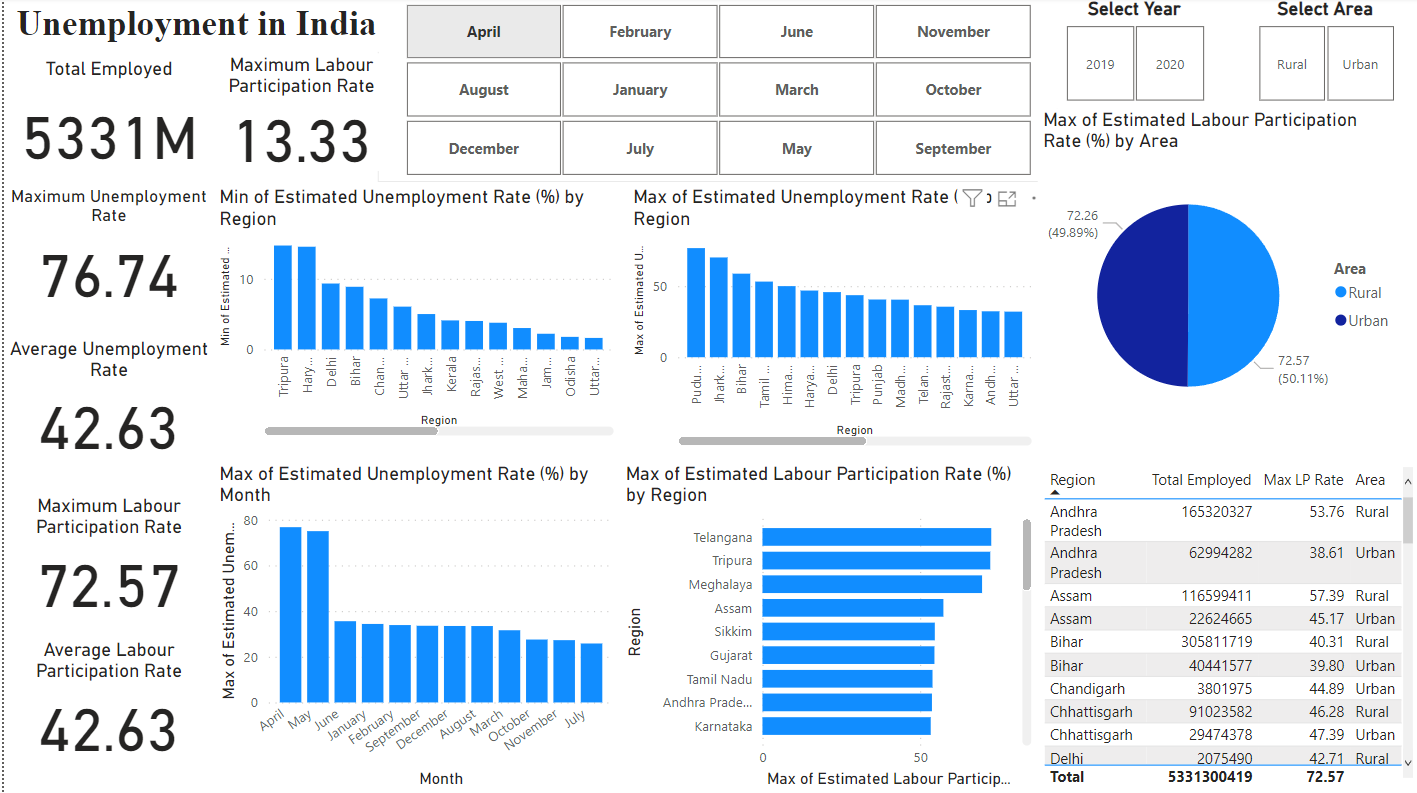 Unemployment in India
Total Employed
5331M
Maximum Labour
Participation Rate
13.33
April
February
June
November
August
January
March
October
December
July
May
September
Select Year
2019
2020
Select Area
Rural
Urban
Maximum Unemployment
Rate
76.74
Average Unemployment
Rate
42.63
Maximum Labour
Participation Rate
72.57
Average Labour
Participation Rate
42.63
Min of Estimated Unemployment Rate (%) by
Region
Min of Estimated ...
10
0
Tripura
Hary...
Delhi
Bihar
Chan...
Uttar ...
Jhark...
Kerala
Rajas...
West ...
Maha...
Jam...
Odisha
Uttar...
Region
Max of Estimated Unemployment Rate (
Region
Max of Estimated U...
50
0
Pudu...
Jhark...
Bihar
Tamil ...
Hima...
Harya...
Delhi
Tripura
Punjab
Madh...
Telan...
Rajast...
Karna...
Andh...
Uttar ...
Region
Max of Estimated Labour Participation
Rate (%) by Area
72.26
(49.89%)
72.57
(50.11%)
Area
Rural
Urban
Max of Estimated Unemployment Rate (%) by
Month
Max of Estimated Unem...
80
60
40
20
0
April
May
June
January
February
September
December
August
March
October
November
July
Month
Max of Estimated Labour Participation Rate (%)
by Region
Region
Telangana
Tripura
Meghalaya
Assam
Sikkim
Gujarat
Tamil Nadu
Andhra Prade...
Karnataka
0
50
Max of Estimated Labour Particip...
Region Total Employed Max LP Rate Area
Andhra
Pradesh 165320327 53.76 Rural
Andhra
Pradesh 62994282 38.61 Urban
Assam 116599411 57.39 Rural
Assam 22624665 45.17 Urban
Bihar 305811719 40.31 Rural
Bihar 40441577 39.80 Urban
Chandigarh 3801975 44.89 Urban
Chhattisgarh 91023582 46.28 Rural
Chhattisgarh 29474378 47.39 Urban
Delhi 2075490 42.71 Rural
Total 5331300419 72.57